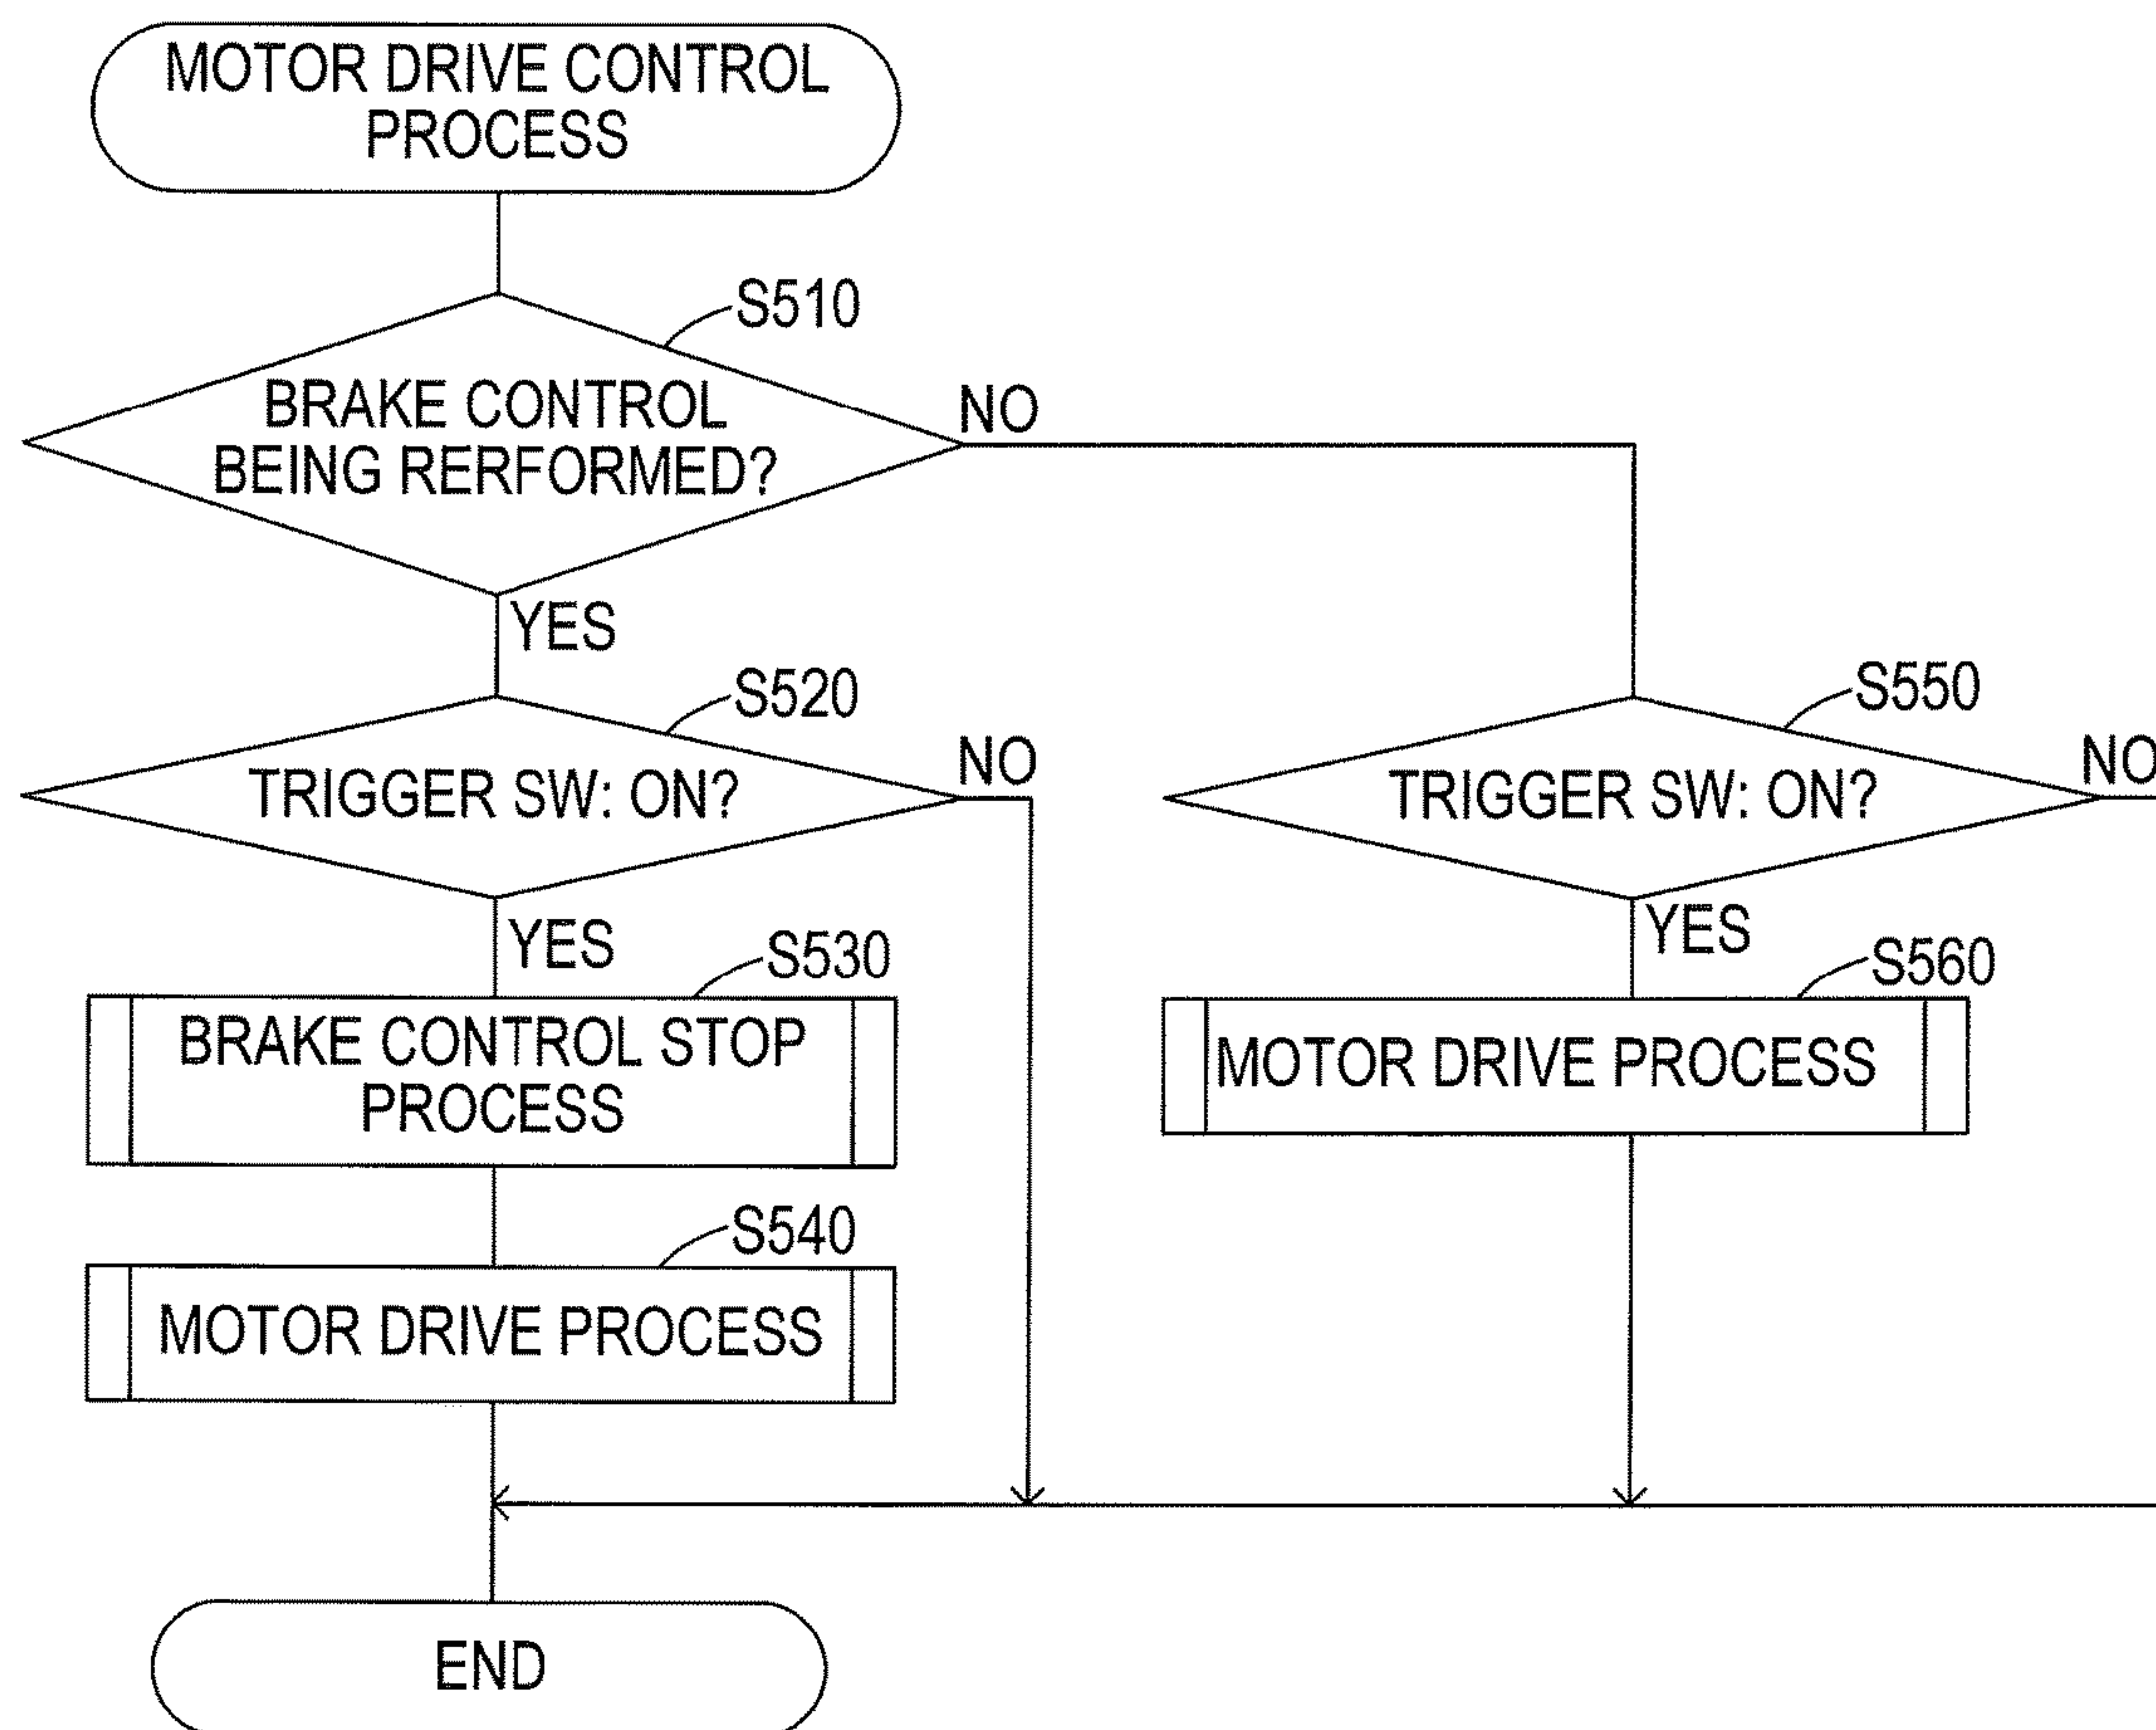 MOTOR DRIVE CONTROL
PROCESS
S510
BRAKE CONTROL
BEING RERFORMED?
NO
YES
S520
TRIGGER SW: ON?
NO
YES
S530
BRAKE CONTROL STOP
PROCESS
S540
MOTOR DRIVE PROCESS
S550
TRIGGER SW: ON?
NO
YES
S560
MOTOR DRIVE PROCESS
END